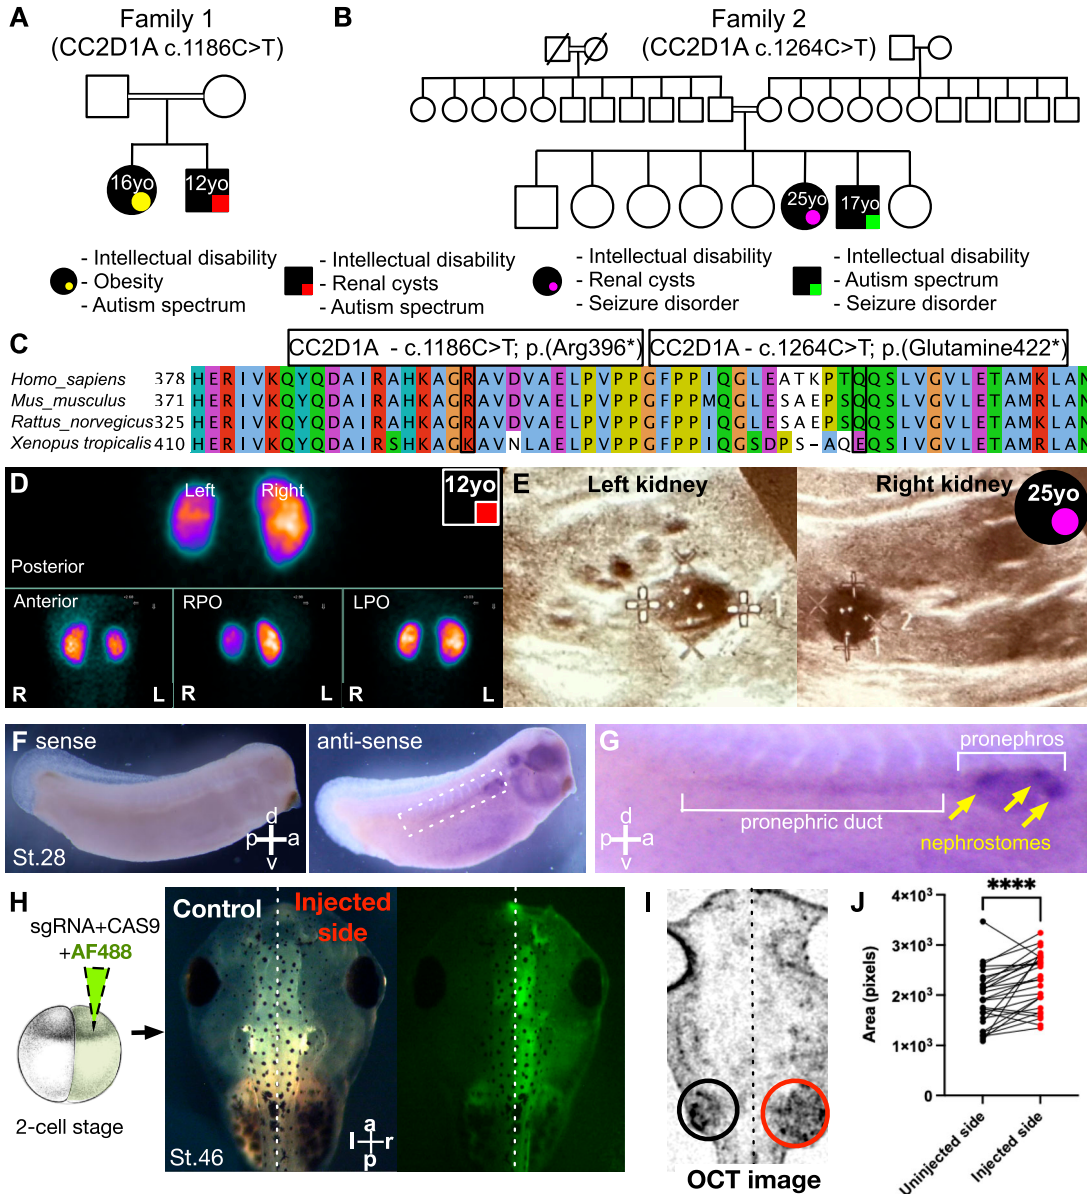 A
Family 1
(CC2D1A c.1186C>T)
16yo
12yo
B
Family 2
(CC2D1A c.1264C>T)
25yo
17yo
- Intellectual disability
- Obesity
- Autism spectrum
- Intellectual disability
- Renal cysts
- Autism spectrum
- Intellectual disability
- Renal cysts
- Seizure disorder
- Intellectual disability
- Autism spectrum
- Seizure disorder
C
CC2D1A - c.1186C>T; p.(Arg396*)
CC2D1A - c.1264C>T; p.(Glutamine422*)
Homo_sapiens 378 HERIVKQYQDAIRAHKAGRAVDVAELPVPPGFPPIQGLEATKPTQQSLVGVLETAMKLAN
Mus_musculus 371 HERIVKQYQDAIRAHKAGRAVDVAELPVPPGFPPMQGLESAEPSQQSLVGVLETAMRLAN
Rattus_norvegicus 325 HERIVKQYQDAIRAHKAGRAVDVAELPVPPGFPPIQGLESAEPSQQSLVGVLETAMRLAN
Xenopus tropicalis 410 HERIVKQYQDAIRSHKAGKAVNLAELPVPPGFPPIQGSDPS-AQESIVGVLETAMKLAN
D
Left
Right
12yo
Posterior
Anterior
RPO
LPO
R
L
R
L
R
L
E
Left kidney
1
Right kidney
25yo
2
1
F
sense
St.28
d
p
a
v
anti-sense
G
pronephros
pronephric duct
nephrostomes
d
p
a
v
H
sgRNA+CAS9
+AF488
2-cell stage
Control
Injected
side
St.46
a
l
r
p
I
OCT image
J
****
Area (pixels)
4×10³
3×10³
2×10³
1×10³
0
Uninjected side
Injected side